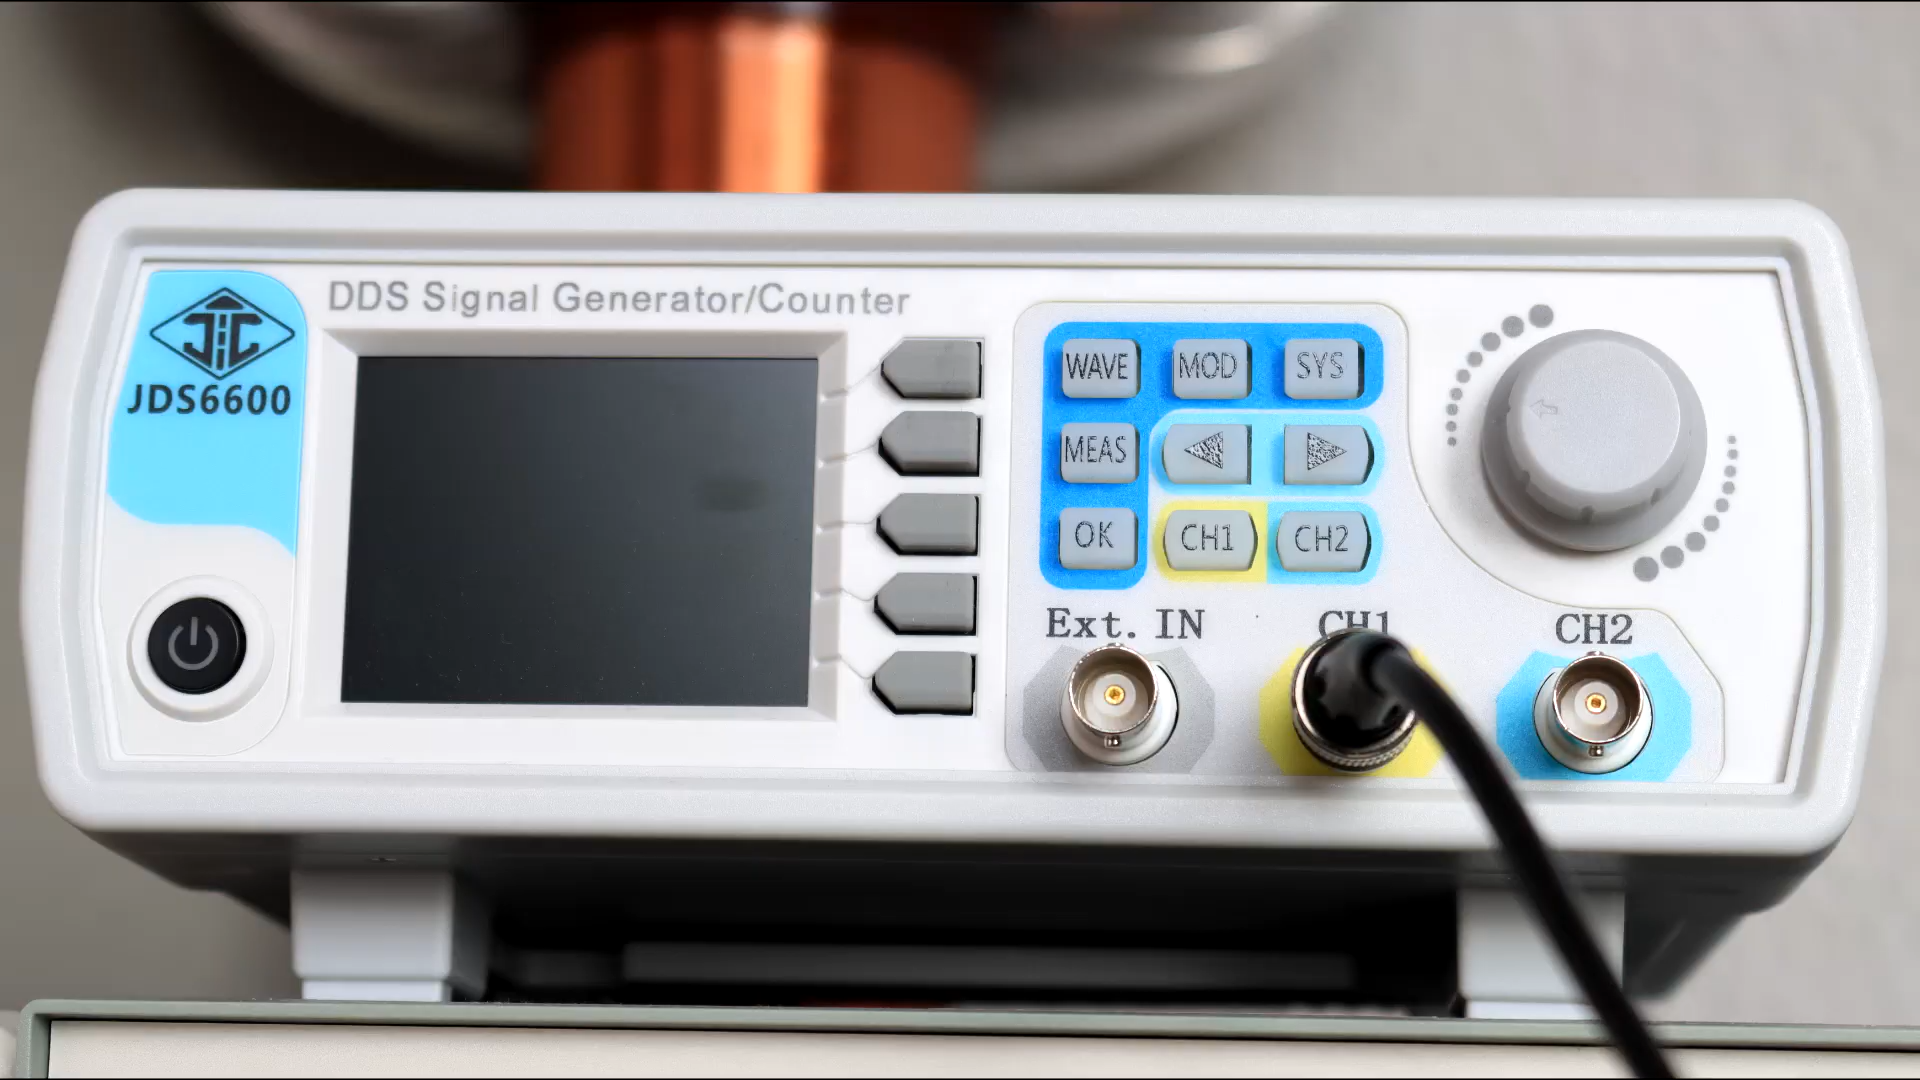 DDS Signal Generator/Counter
JDS6600
WAVE MOD SYS
MEAS
OK CH1 CH2
Ext. IN CH1 CH2